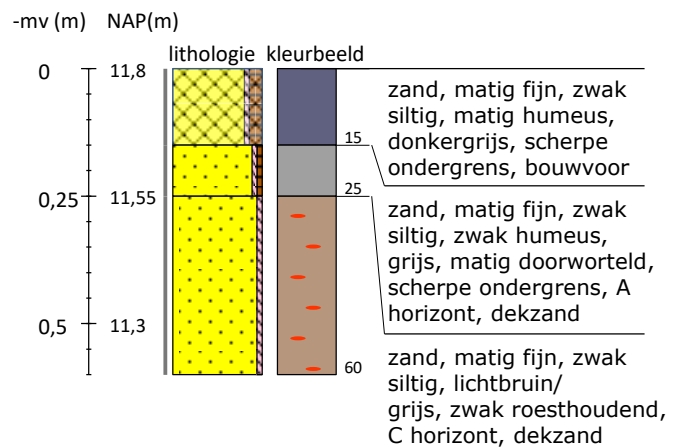 -mv (m) NAP(m)
lithologie kleurbeeld
0 11,8
zand, matig fijn, zwak
siltig, matig humeus,
donkergrijs, scherpe
ondergrens, bouwvoor
15
25
0,25 11,55
zand, matig fijn, zwak
siltig, zwak humeus,
grijs, matig doorworteld,
scherpe ondergrens, A
horizont, dekzand
0,5 11,3
60
zand, matig fijn, zwak
siltig, lichtbruin/
grijs, zwak roesthoudend,
C horizont, dekzand